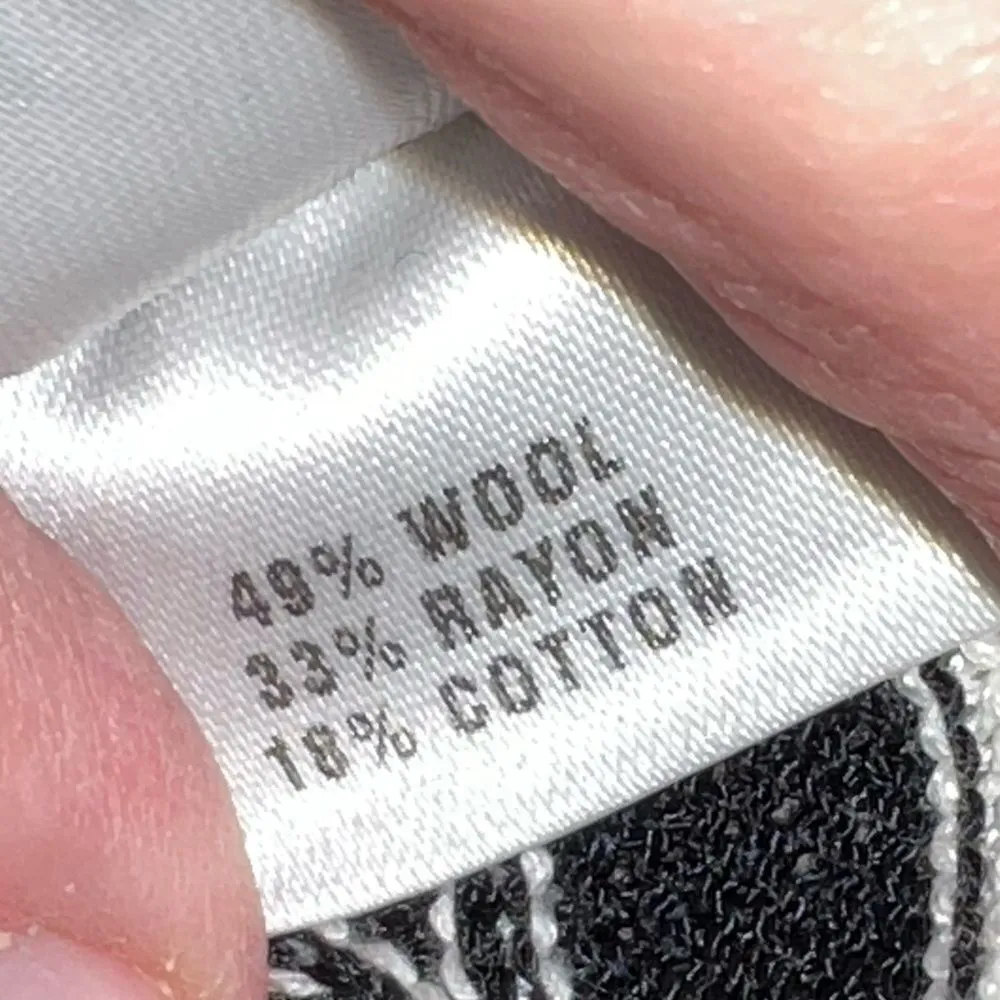 49% WOOL
33% RAYON
18% COTTON